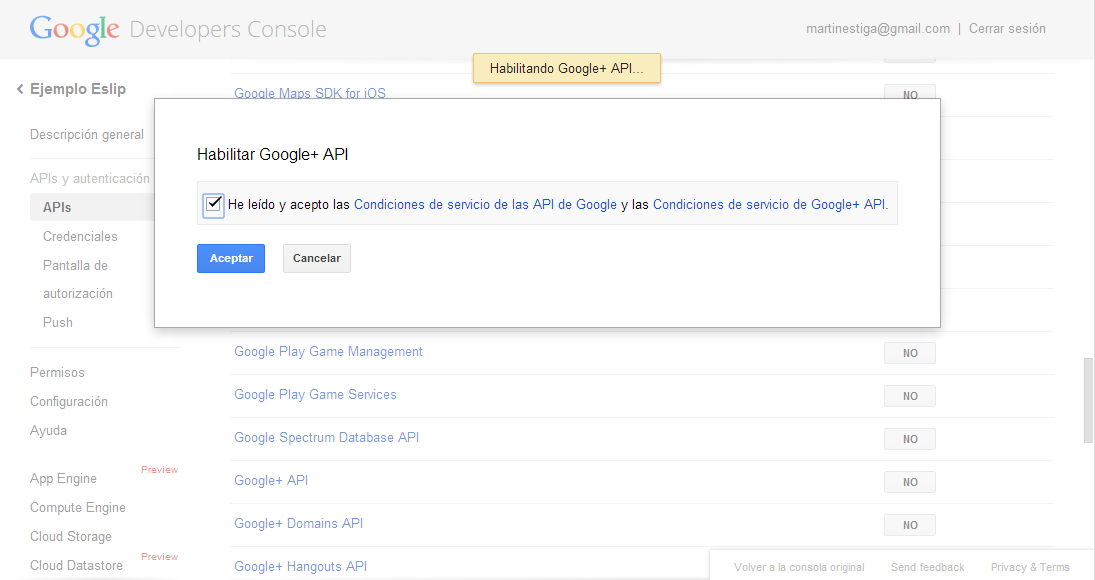 Google Developers Console
martinestiga@gmail.com | Cerrar sesión
Habilitando Google+ API...
Ejemplo Eslip
Google Maps SDK for iOS
NO
Habilitar Google+ API
He leído y acepto las Condiciones de servicio de las API de Google y las Condiciones de servicio de Google+ API.
Aceptar
Cancelar
Descripción general
APIs y autenticación
APIs
Credenciales
Pantalla de
autorización
Push
Permisos
Configuración
Ayuda
App Engine
Preview
Compute Engine
Cloud Storage
Cloud Datastore
Preview
Google Play Game Management
NO
Google Play Game Services
NO
Google Spectrum Database API
NO
Google+ API
NO
Google+ Domains API
NO
Google+ Hangouts API
Volver a la consola original
Send feedback
Privacy & Terms